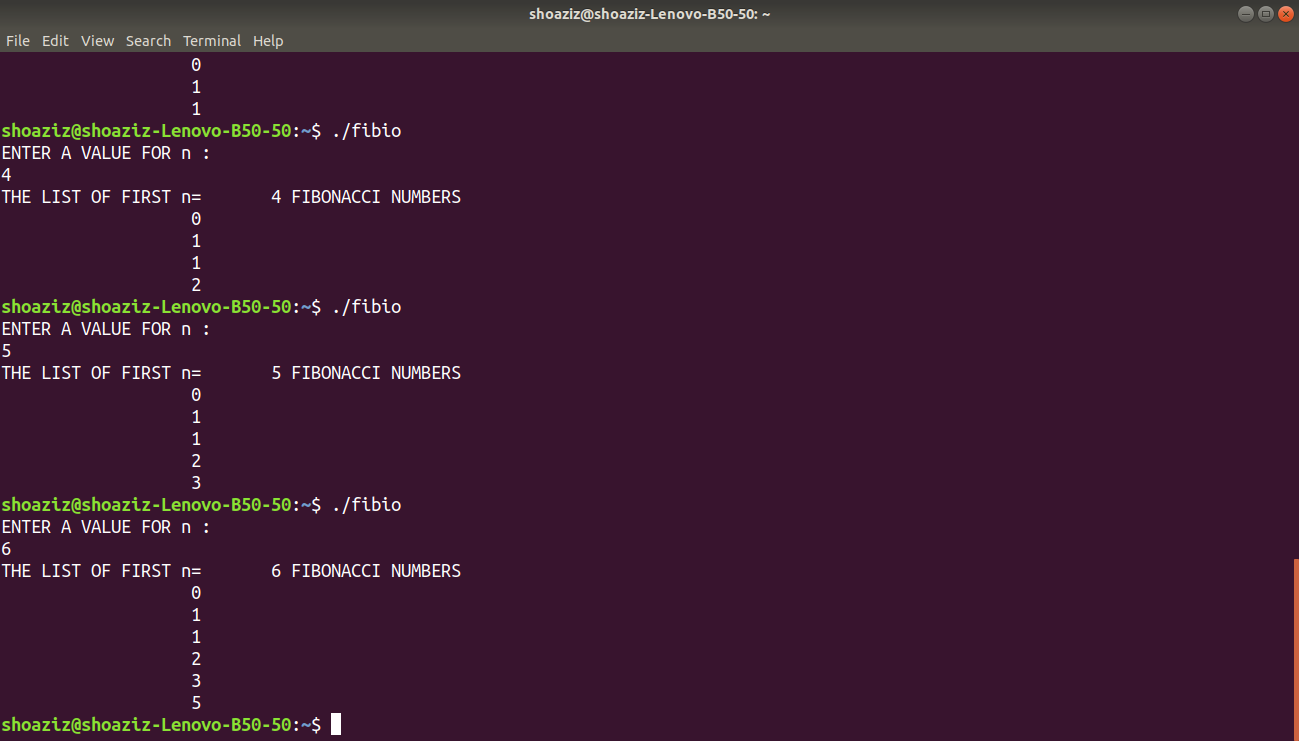 shoaziz@shoaziz-Lenovo-B50-50: ~
File Edit View Search Terminal Help
0
1
1
shoaziz@shoaziz-Lenovo-B50-50:~$ ./fibio
ENTER A VALUE FOR n :
4
THE LIST OF FIRST n=       4 FIBONACCI NUMBERS
0
1
1
2
shoaziz@shoaziz-Lenovo-B50-50:~$ ./fibio
ENTER A VALUE FOR n :
5
THE LIST OF FIRST n=       5 FIBONACCI NUMBERS
0
1
1
2
3
shoaziz@shoaziz-Lenovo-B50-50:~$ ./fibio
ENTER A VALUE FOR n :
6
THE LIST OF FIRST n=       6 FIBONACCI NUMBERS
0
1
1
2
3
5
shoaziz@shoaziz-Lenovo-B50-50:~$